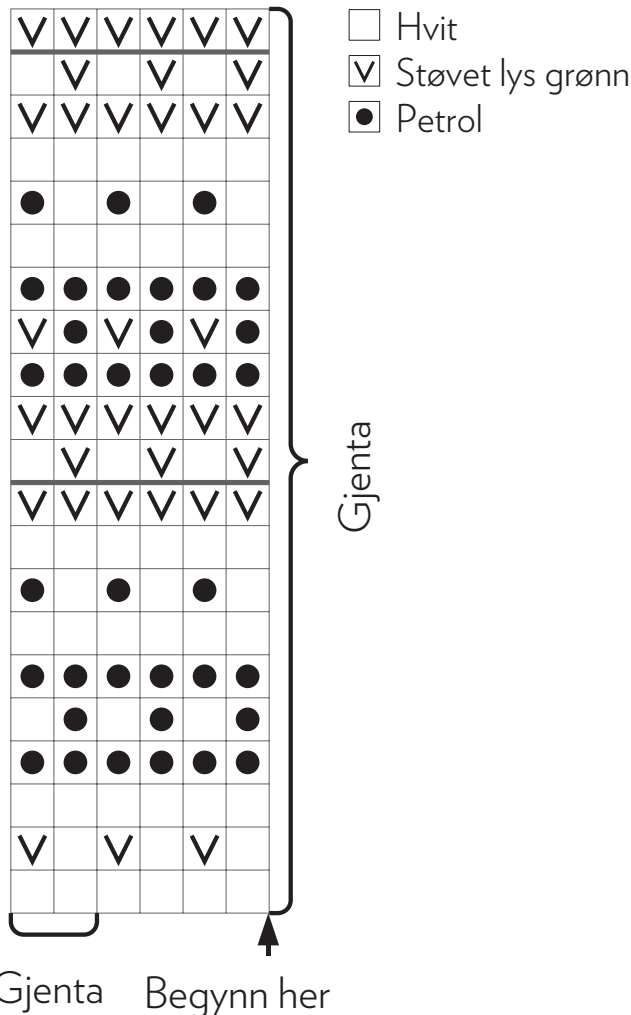 Hvit
Støvet lys grønn
Petrol
Gjenta
Gjenta
Begynn her